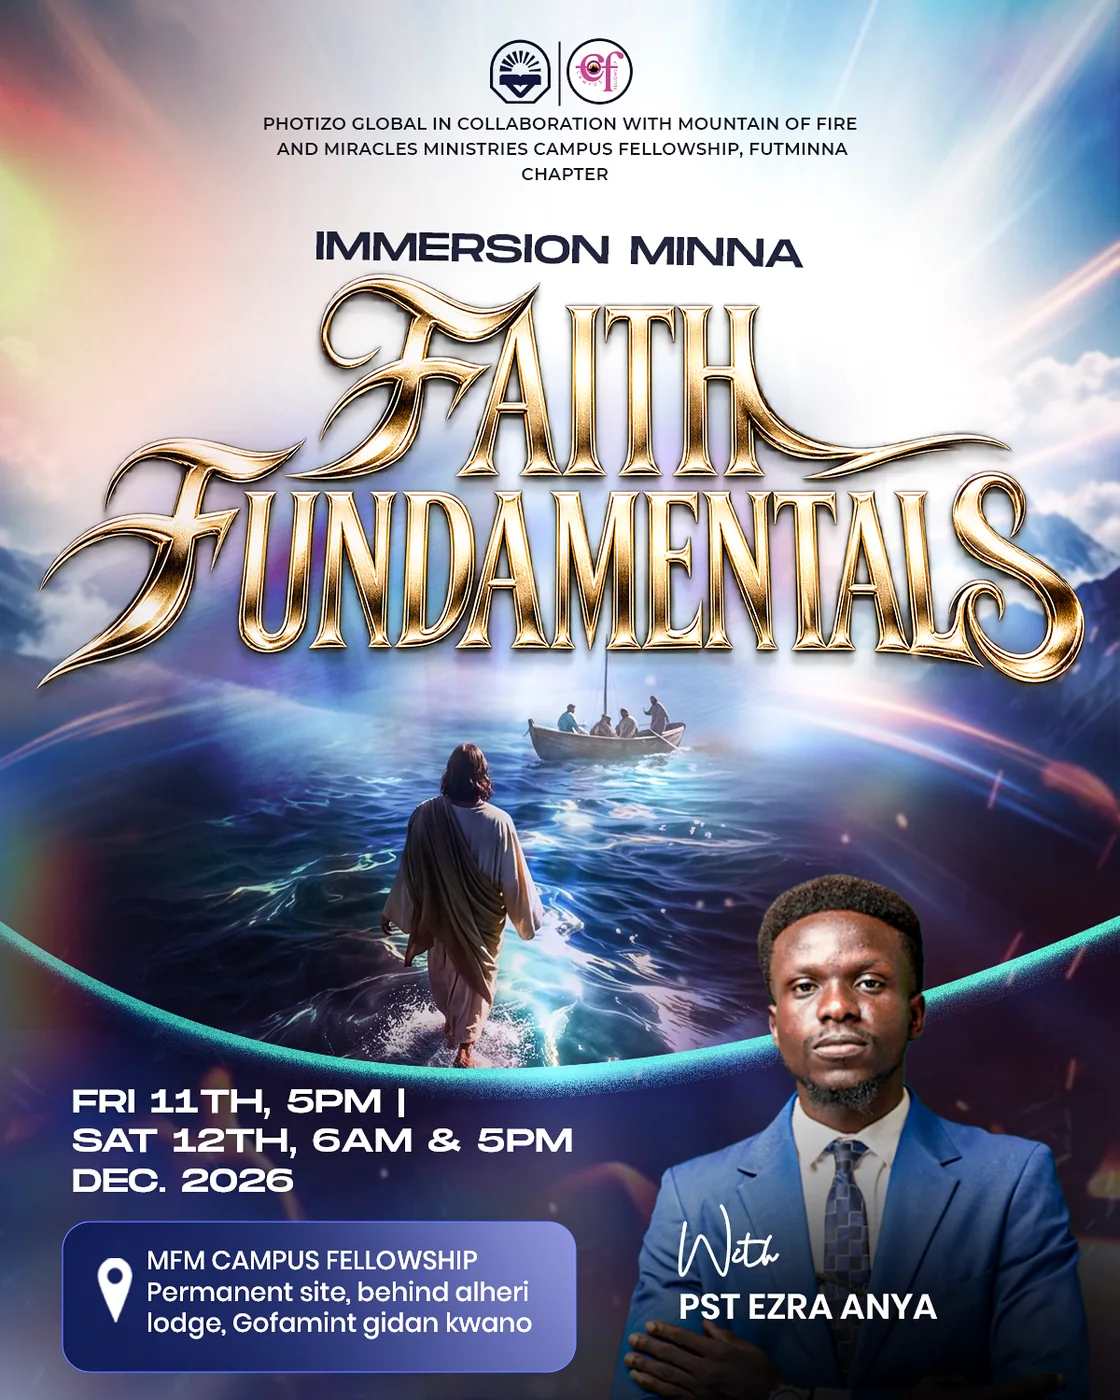 cf
PHOTIZO GLOBAL IN COLLABORATION WITH MOUNTAIN OF FIRE
AND MIRACLES MINISTRIES CAMPUS FELLOWSHIP, FUTMINNA
CHAPTER
IMMERSION MINNA
FAITH
FUNDAMENTALS
FRI 11TH, 5PM |
SAT 12TH, 6AM & 5PM
DEC. 2026
MFM CAMPUS FELLOWSHIP
Permanent site, behind alheri
lodge, Gofamint gidan kwano
With
PST EZRA ANYA